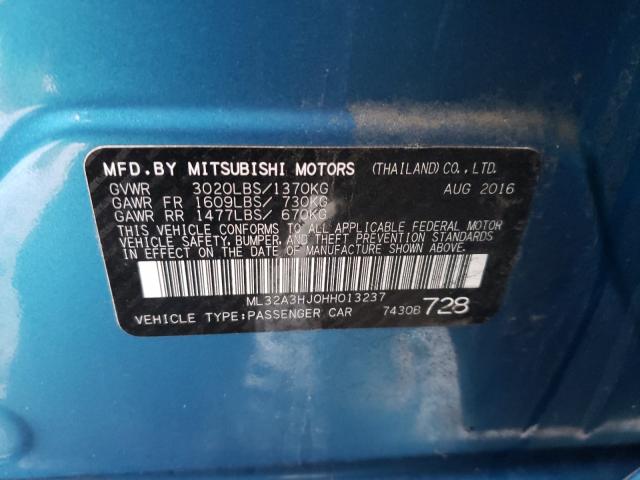 MFD.BY MITSUBISHI MOTORS (THAILAND) CO., LTD.
GVWR 3020LBS/1370KG AUG 2016
GAWR FR 1609LBS/ 730KG
GAWR RR 1477LBS/ 670KG
THIS VEHICLE CONFORMS TO ALL APPLICABLE FEDERAL MOTOR
VEHICLE SAFETY, BUMPER, AND THEFT PREVENTION STANDARDS
IN EFFECT ON THE DATE OF MANUFACTURE SHOWN ABOVE.
ML32A3HJ0HH013237
VEHICLE TYPE:PASSENGER CAR 7430B 728